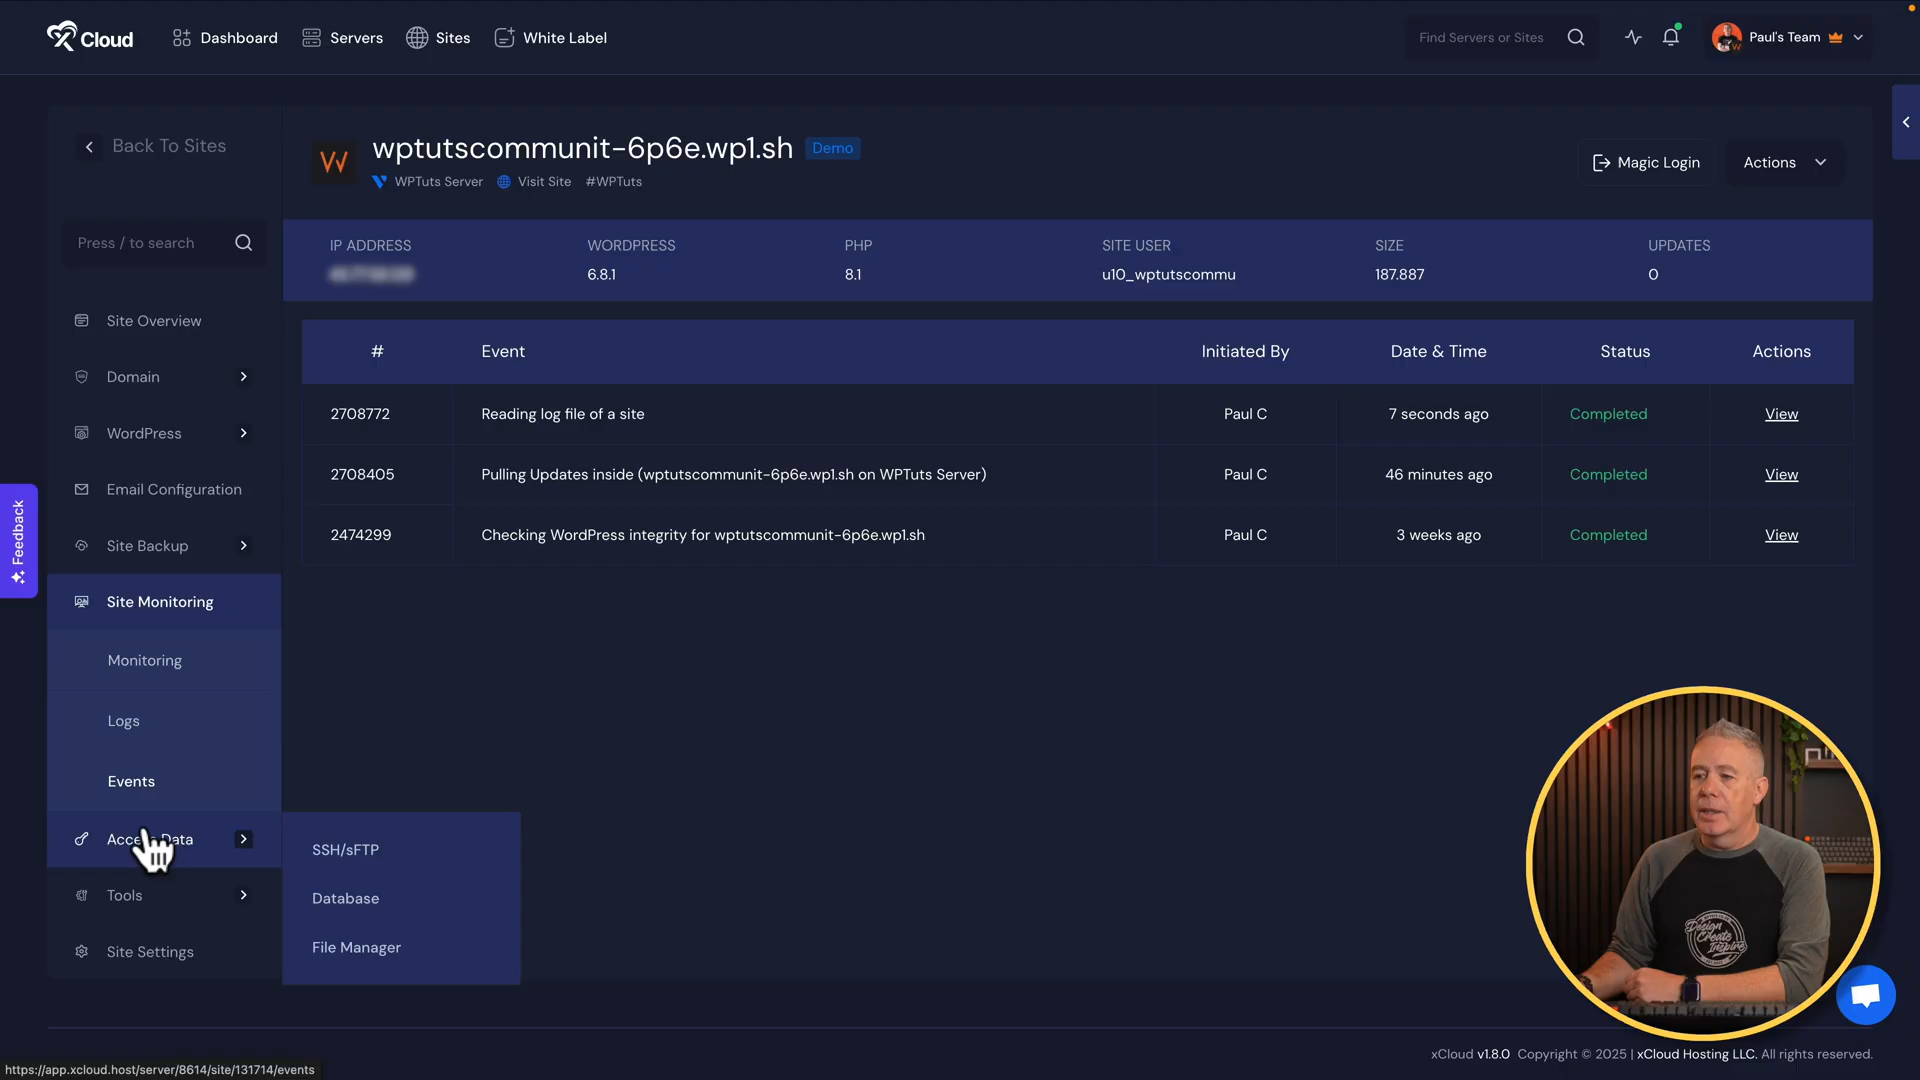 Cloud
Dashboard
Servers
Sites
White Label
Find Servers or Sites
Paul's Team
Back To Sites
wptutscommunit-6p6e.wp1.sh
Demo
WPTuts Server
Visit Site
#WPTuts
Magic Login
Actions
Press / to search
IP ADDRESS
WORDPRESS
PHP
SITE USER
SIZE
UPDATES
6.8.1
8.1
u10_wptutscommu
187.887
0
Site Overview
Domain
WordPress
Email Configuration
Site Backup
Site Monitoring
Monitoring
Logs
Events
Access Data
Tools
Site Settings
SSH/sFTP
Database
File Manager
Feedback
# Event Initiated By Date & Time Status Actions
2708772 Reading log file of a site Paul C 7 seconds ago Completed View
2708405 Pulling Updates inside (wptutscommunit-6p6e.wp1.sh on WPTuts Server) Paul C 46 minutes ago Completed View
2474299 Checking WordPress integrity for wptutscommunit-6p6e.wp1.sh Paul C 3 weeks ago Completed View
Design
Create
Inspire
xCloud v1.8.0 Copyright © 2025 | xCloud Hosting LLC. All rights reserved.
https://app.xcloud.host/server/8614/site/131714/events